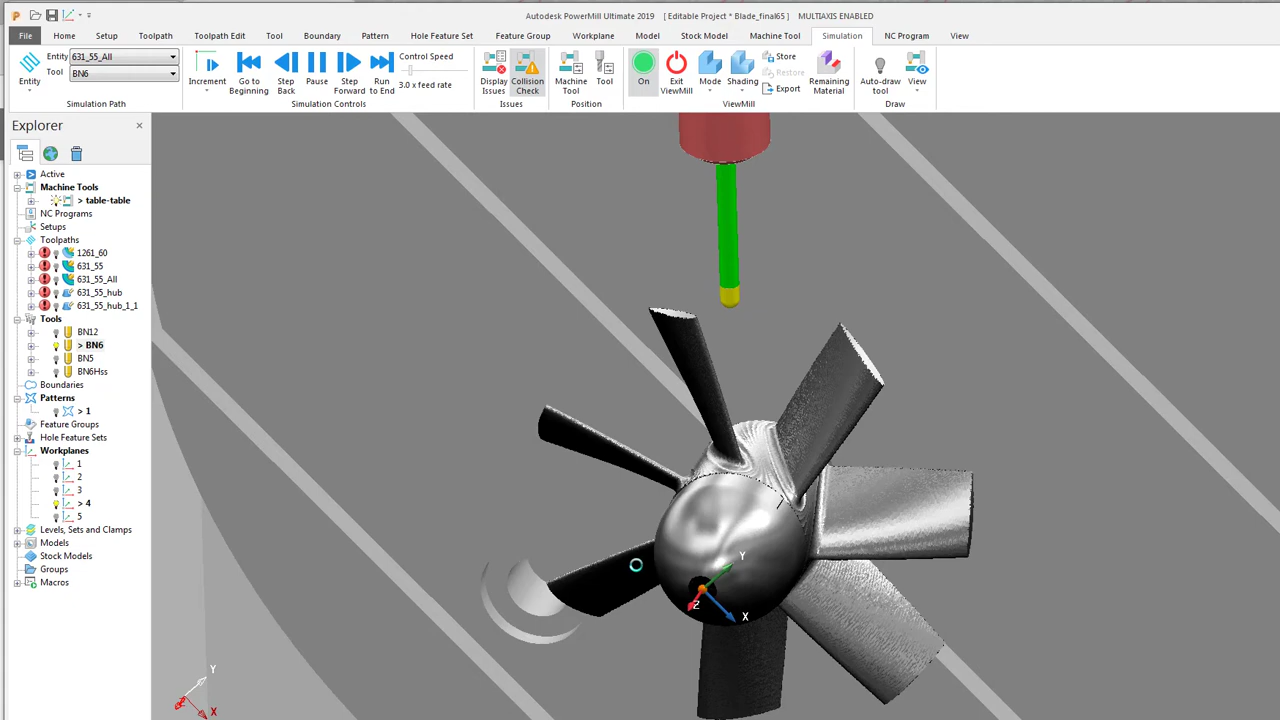 Autodesk PowerMill Ultimate 2019 [ Editable Project * Blade_final65 ] MULTIAXIS ENABLED
File Home Setup Toolpath Toolpath Edit Tool Boundary Pattern Hole Feature Set Feature Group Workplane Model Stock Model Machine Tool Simulation NC Program View
Entity
Entity 631_55_All
Tool BN6
Simulation Path
Increment
Go to Beginning
Step Back
Pause
Step Forward
Run to End
Control Speed
3.0 x feed rate
Simulation Controls
Display Issues
Collision Check
Issues
Machine Tool
Tool
Position
On
Exit ViewMill
Mode
Shading
Store
Restore
Export
ViewMill
Remaining Material
Auto-draw tool
View
Draw
Explorer
Active
Machine Tools
> table-table
NC Programs
Setups
Toolpaths
1261_60
631_55
631_55_All
631_55_hub
631_55_hub_1_1
Tools
BN12
> BN6
BN5
BN6Hss
Boundaries
Patterns
> 1
Feature Groups
Hole Feature Sets
Workplanes
1
2
3
> 4
5
Levels, Sets and Clamps
Models
Stock Models
Groups
Macros
Y
Z
X
Y
Z
X